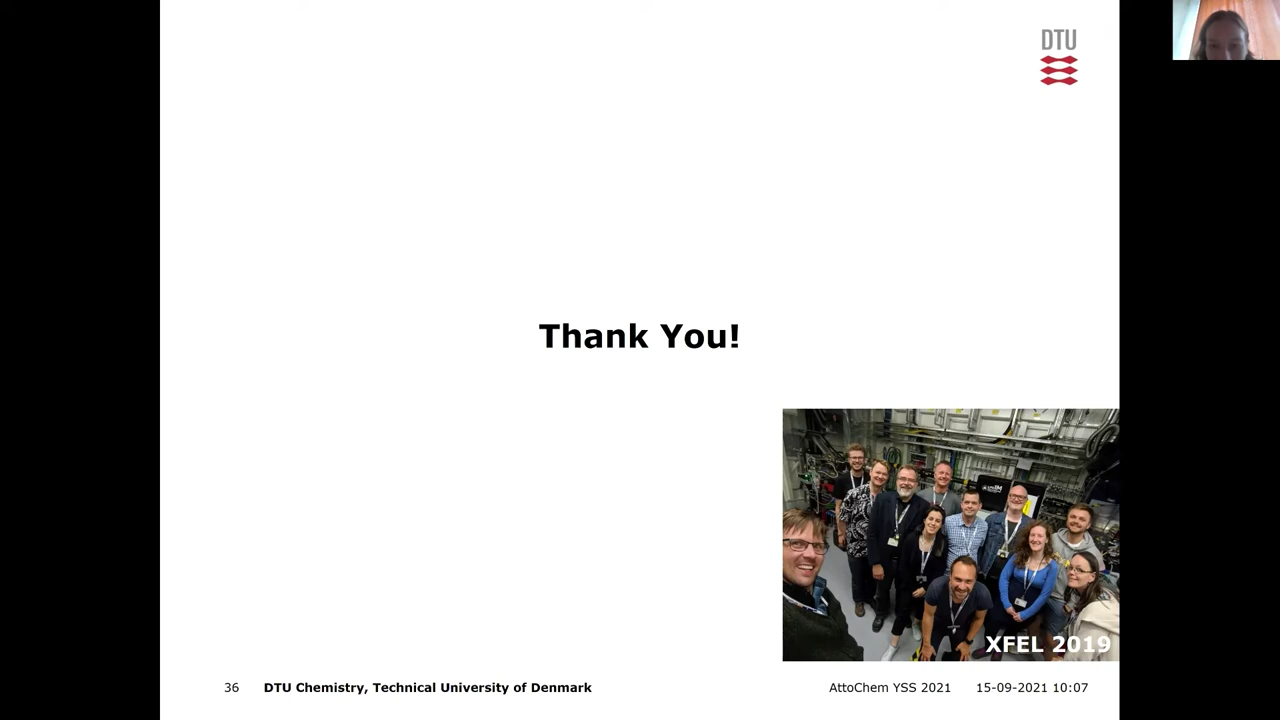 DTU
Thank You!
XFEL 2019
36 DTU Chemistry, Technical University of Denmark AttoChem YSS 2021 15-09-2021 10:07